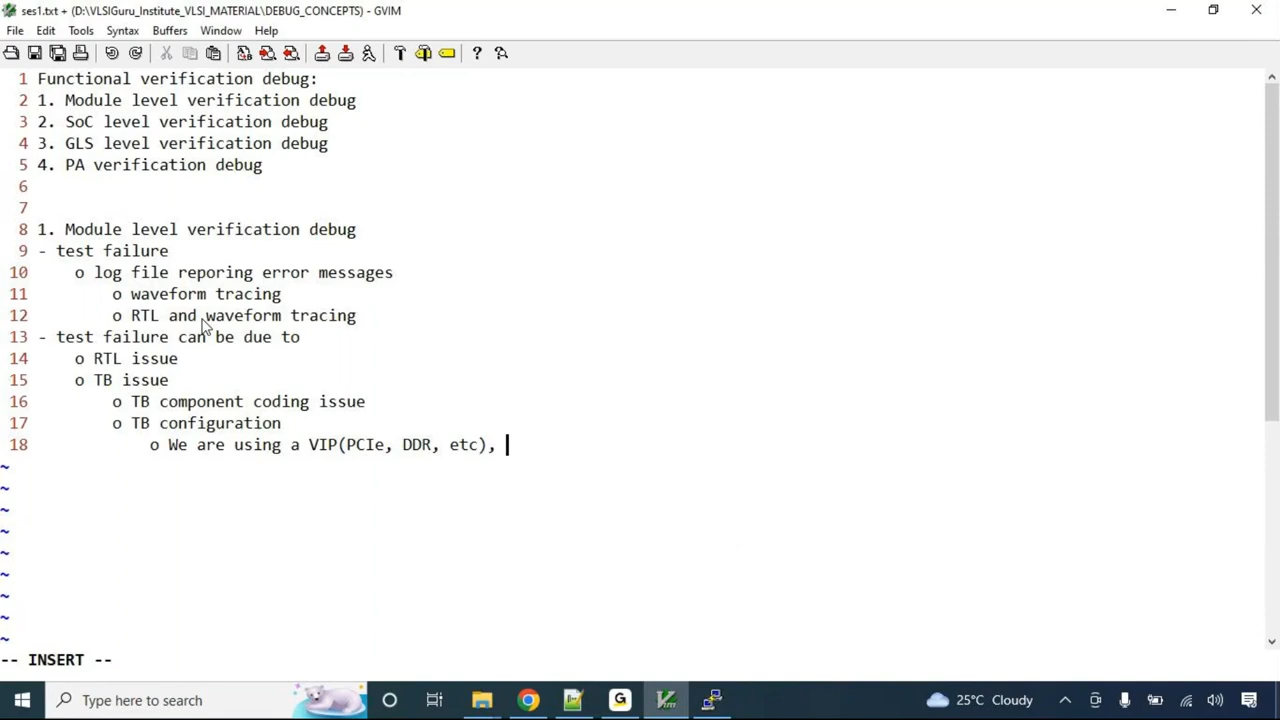 ses1.txt + (D:\VLSIGuru_Institute_VLSI_MATERIAL\DEBUG_CONCEPTS) - GVIM
File Edit Tools Syntax Buffers Window Help
1 Functional verification debug:
2 1. Module level verification debug
3 2. SoC level verification debug
4 3. GLS level verification debug
5 4. PA verification debug
6
7
8 1. Module level verification debug
9 - test failure
10 o log file reporing error messages
11 o waveform tracing
12 o RTL and waveform tracing
13 - test failure can be due to
14 o RTL issue
15 o TB issue
16 o TB component coding issue
17 o TB configuration
18 o We are using a VIP(PCIe, DDR, etc),
~
~
~
~
~
~
~
~
~
-- INSERT --
Type here to search
25°C Cloudy